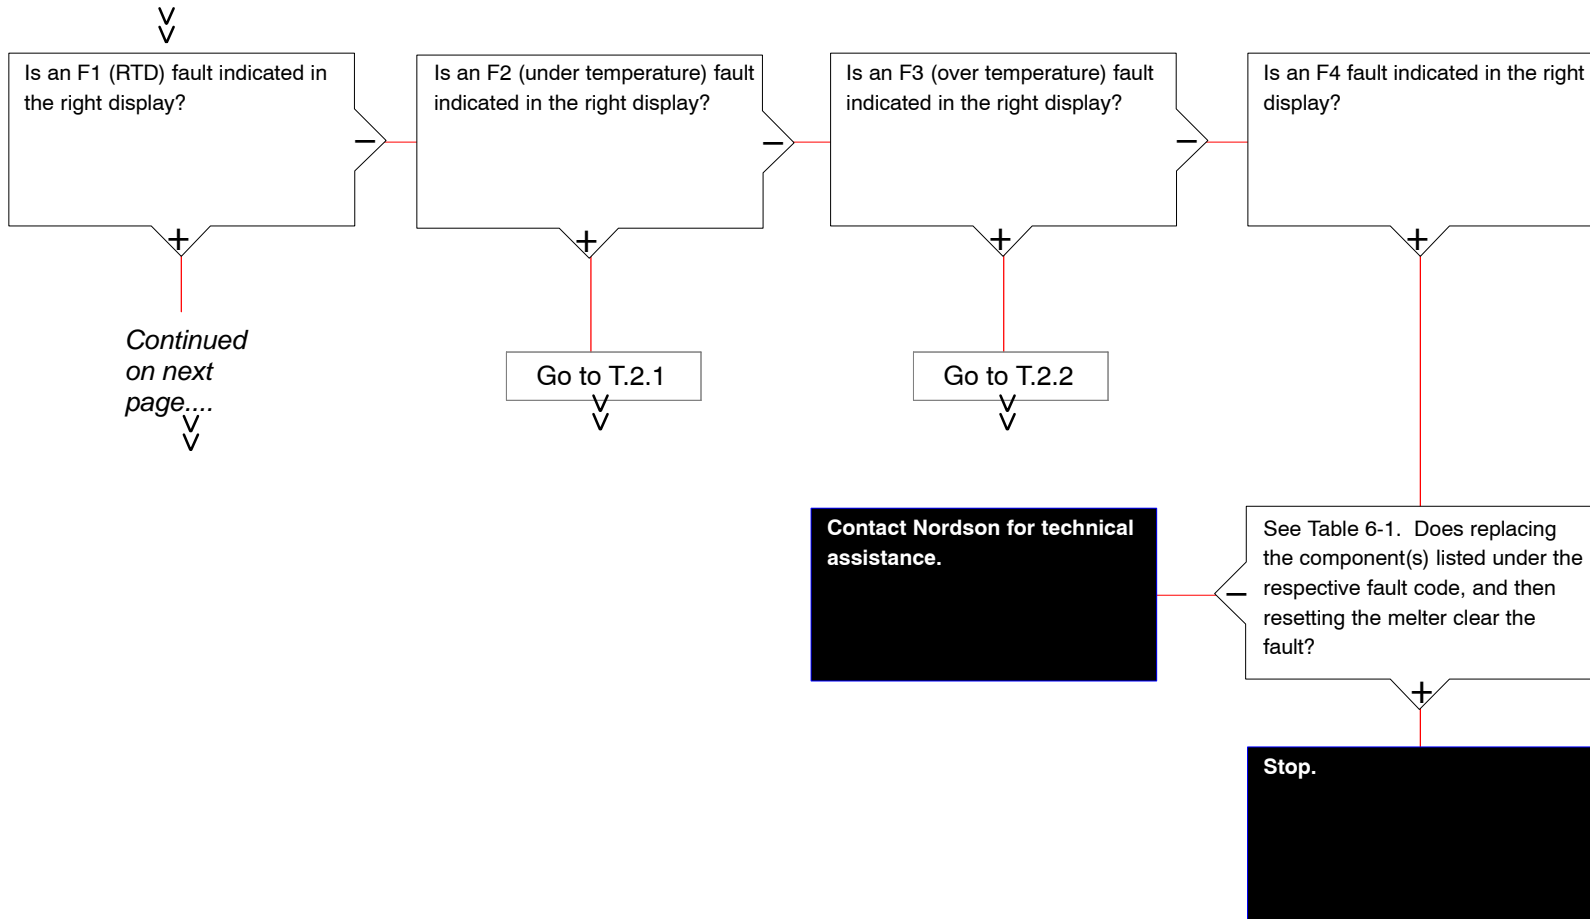 Is an F1 (RTD) fault indicated in
the right display?
−
+
Continued
on next
page....
Is an F2 (under temperature) fault
indicated in the right display?
−
+
Go to T.2.1
Is an F3 (over temperature) fault
indicated in the right display?
−
+
Go to T.2.2
Is an F4 fault indicated in the right
display?
+
See Table 6-1.  Does replacing
the component(s) listed under the
respective fault code, and then
resetting the melter clear the
fault?
−
+
Contact Nordson for technical
assistance.
Stop.